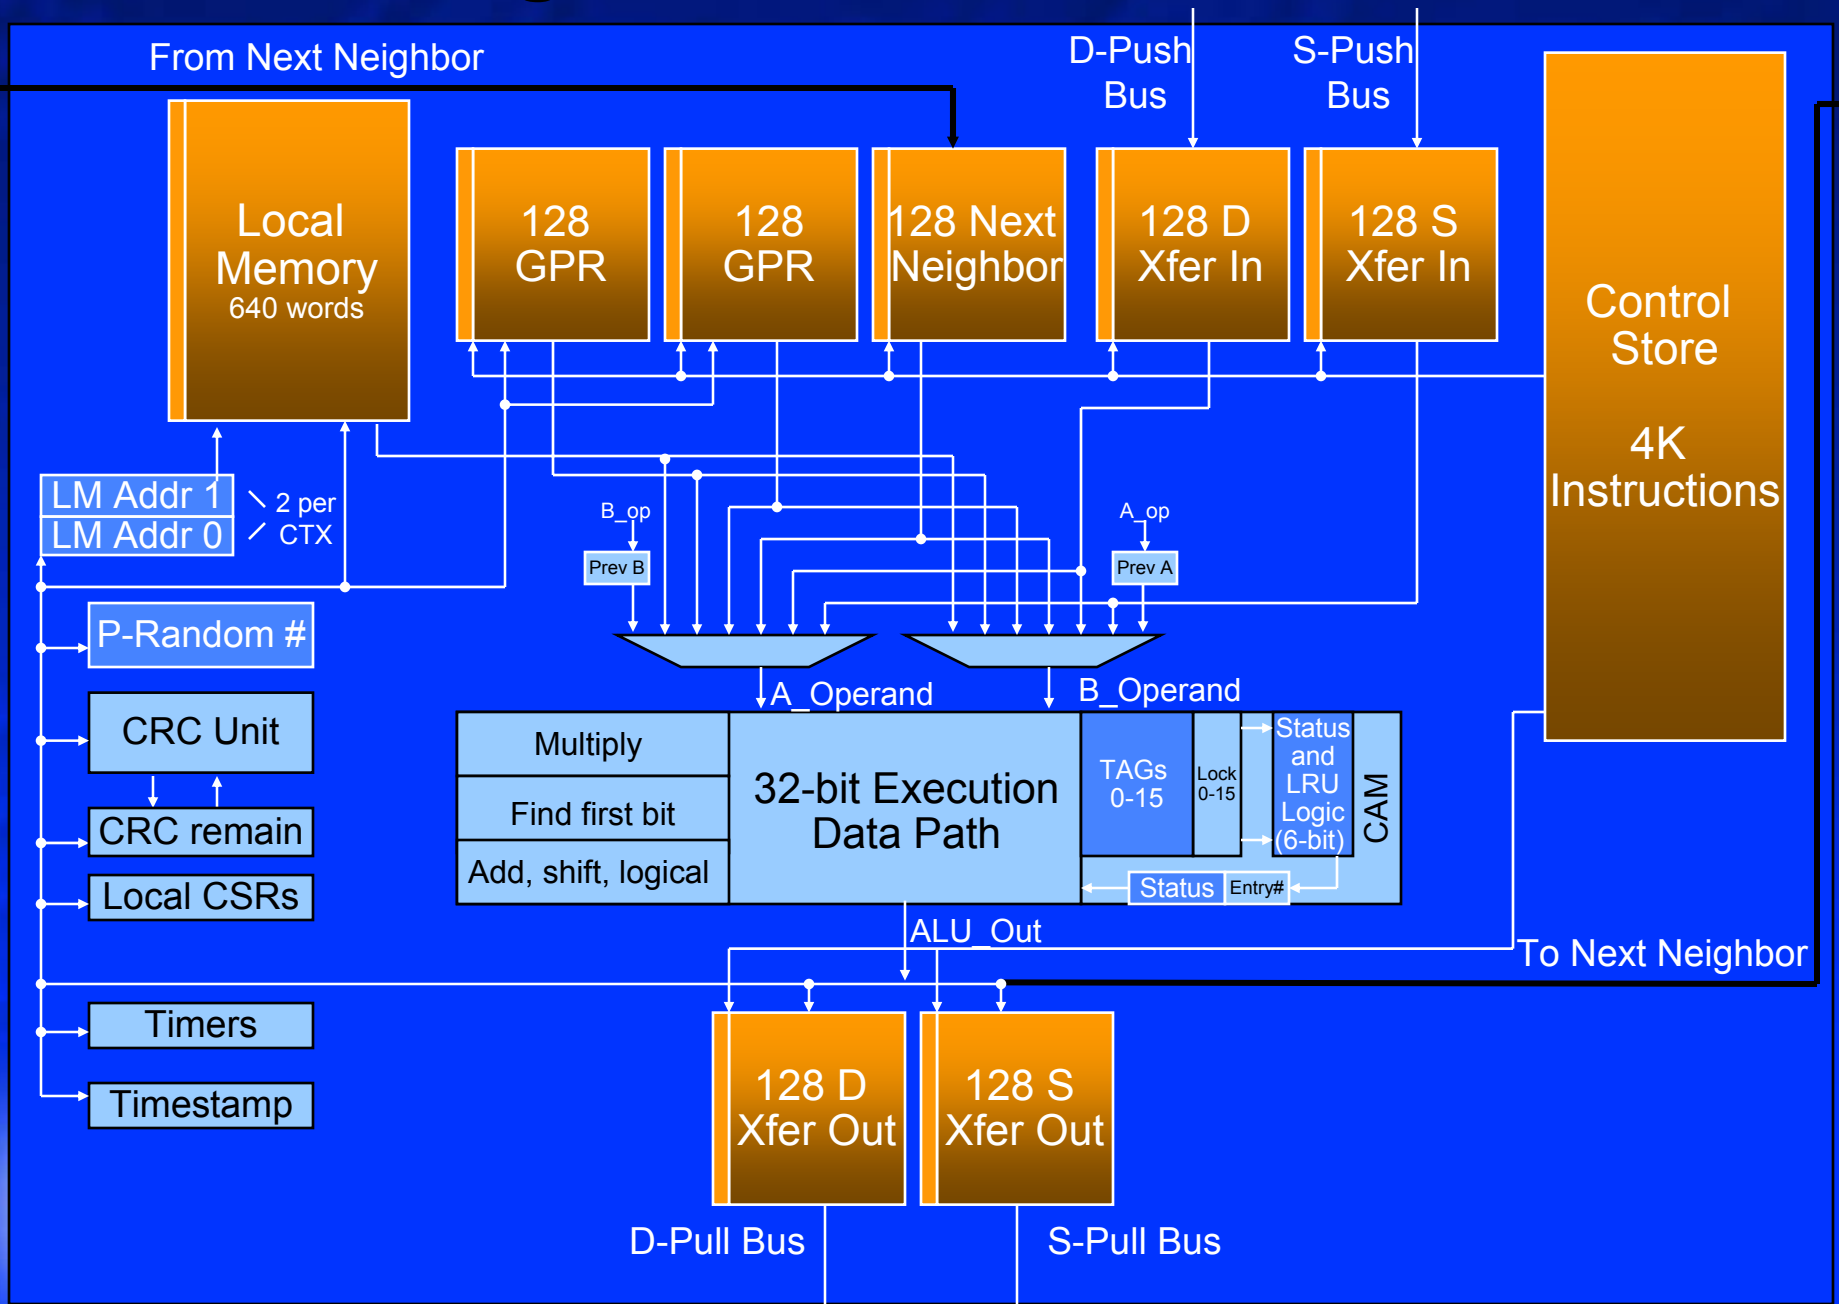 From Next Neighbor
D-Push
Bus
S-Push
Bus
Local
Memory
640 words
128
GPR
128
GPR
128 Next
Neighbor
128 D
Xfer In
128 S
Xfer In
Control
Store
4K
Instructions
LM Addr 1
LM Addr 0
2 per
CTX
B_op
Prev B
A_op
Prev A
P-Random #
A_Operand
B_Operand
CRC Unit
CRC remain
Local CSRs
Multiply
Find first bit
Add, shift, logical
32-bit Execution
Data Path
TAGs
0-15
Lock
0-15
Status
and
LRU
Logic
(6-bit)
CAM
Status
Entry#
ALU_Out
To Next Neighbor
Timers
Timestamp
128 D
Xfer Out
128 S
Xfer Out
D-Pull Bus
S-Pull Bus